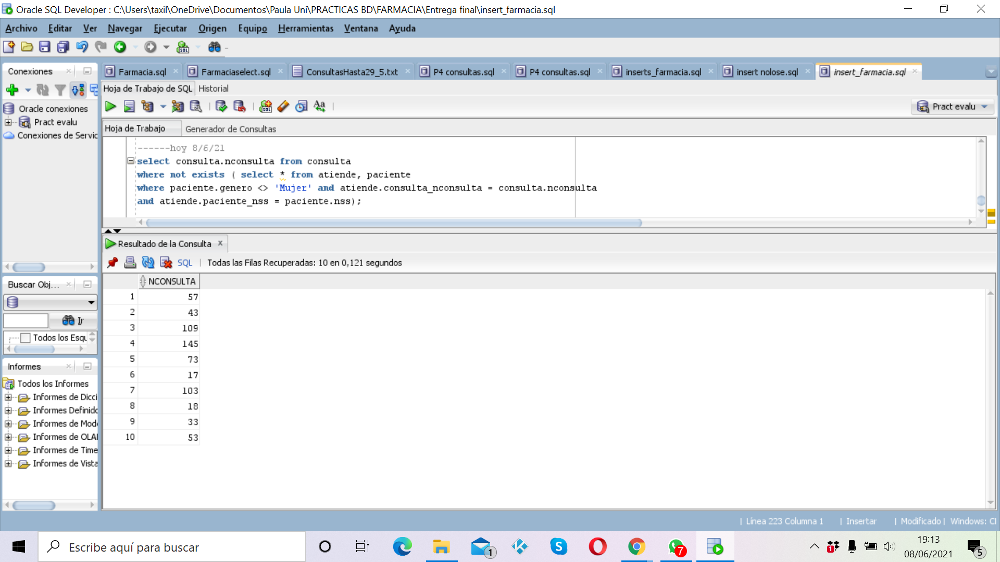 Oracle SQL Developer : C:\Users\taxil\OneDrive\Documentos\Paula Uni\PRACTICAS BD\FARMACIA\Entrega final\insert_farmacia.sql
Archivo Editar Ver Navegar Ejecutar Origen Equipo Herramientas Ventana Ayuda
Conexiones
Farmacia.sql
Farmaciaselect.sql
ConsultasHasta29_5.txt
P4 consultas.sql
P4 consultas.sql
inserts_farmacia.sql
insert nolose.sql
insert_farmacia.sql
Hoja de Trabajo de SQL Historial
Pract evalu
Oracle conexiones
Pract evalu
Conexiones de Servic
Hoja de Trabajo Generador de Consultas
------hoy 8/6/21
select consulta.nconsulta from consulta
where not exists ( select * from atiende, paciente
where paciente.genero <> 'Mujer' and atiende.consulta_nconsulta = consulta.nconsulta
and atiende.paciente_nss = paciente.nss);
Resultado de la Consulta x
SQL | Todas las Filas Recuperadas: 10 en 0,121 segundos
NCONSULTA
1 57
2 43
3 109
4 145
5 73
6 17
7 103
8 18
9 33
10 53
Buscar Obj...
Ir
Todos los Esqu
Informes
Todos los Informes
Informes de Dicci
Informes Definido
Informes de Mode
Informes de OLAI
Informes de Time
Informes de Vista
| Línea 223 Columna 1 | Insertar | Modificado | Windows: CI
Escribe aquí para buscar
1
7
1
19:13
08/06/2021
5